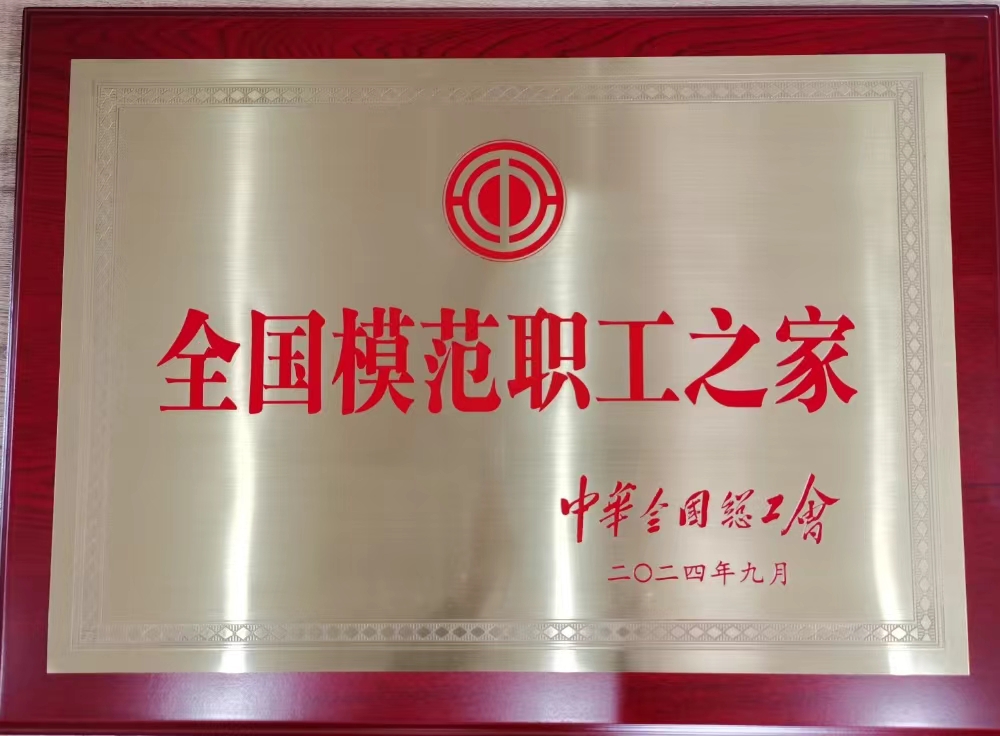 全国模范职工之家
中華全國総工會
二〇二四年九月